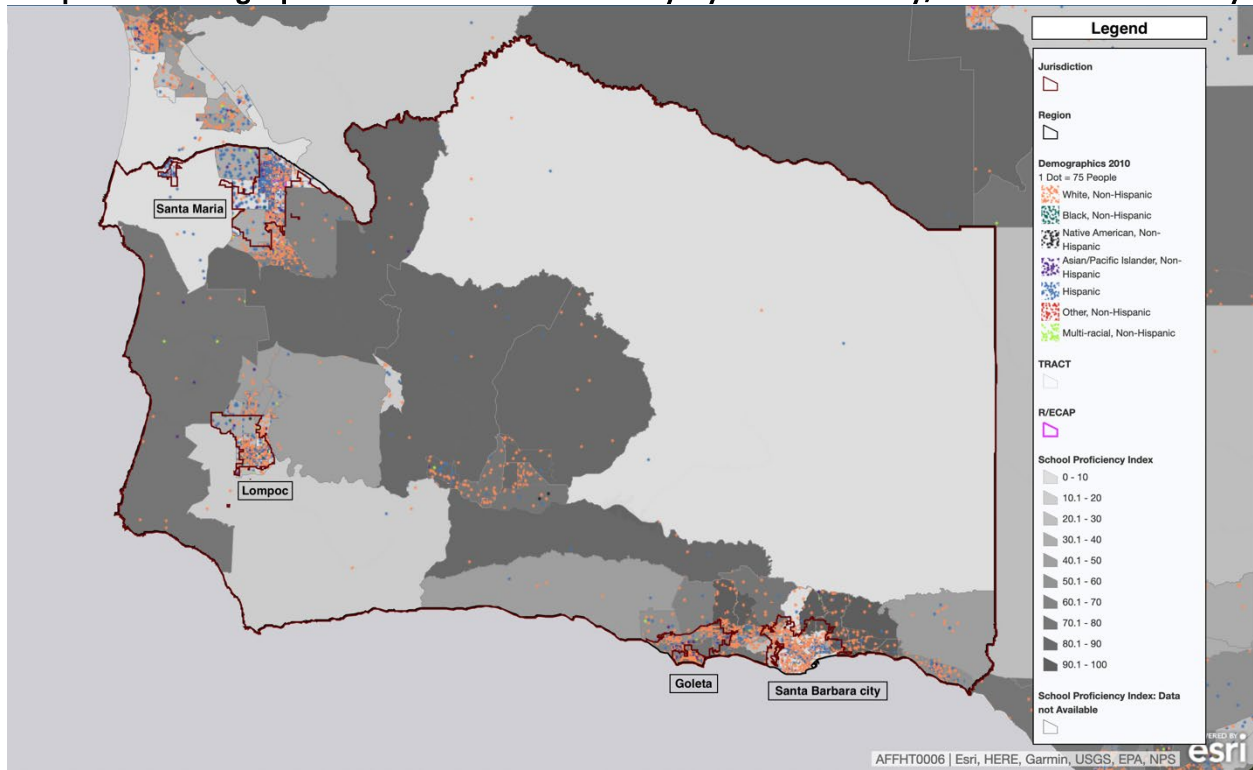 Legend
Jurisdiction
Region
Demographics 2010
1 Dot = 75 People
White, Non-Hispanic
Black, Non-Hispanic
Native American, Non-
Hispanic
Asian/Pacific Islander, Non-
Hispanic
Hispanic
Other, Non-Hispanic
Multi-racial, Non-Hispanic
TRACT
R/ECAP
School Proficiency Index
0 - 10
10.1 - 20
20.1 - 30
30.1 - 40
40.1 - 50
50.1 - 60
60.1 - 70
70.1 - 80
80.1 - 90
90.1 - 100
School Proficiency Index: Data
not Available
Santa Maria
Lompoc
Goleta
Santa Barbara city
esri
AFFHT0006 | Esri, HERE, Garmin, USGS, EPA, NPS